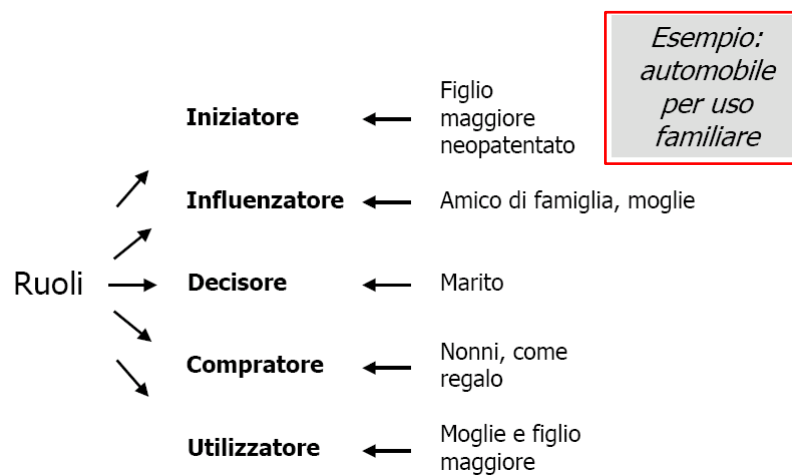 Esempio:
automobile
per uso
familiare
Ruoli
Iniziatore
Figlio
maggiore
neopatentato
Influenzatore
Amico di famiglia, moglie
Decisore
Marito
Compratore
Nonni, come
regalo
Utilizzatore
Moglie e figlio
maggiore